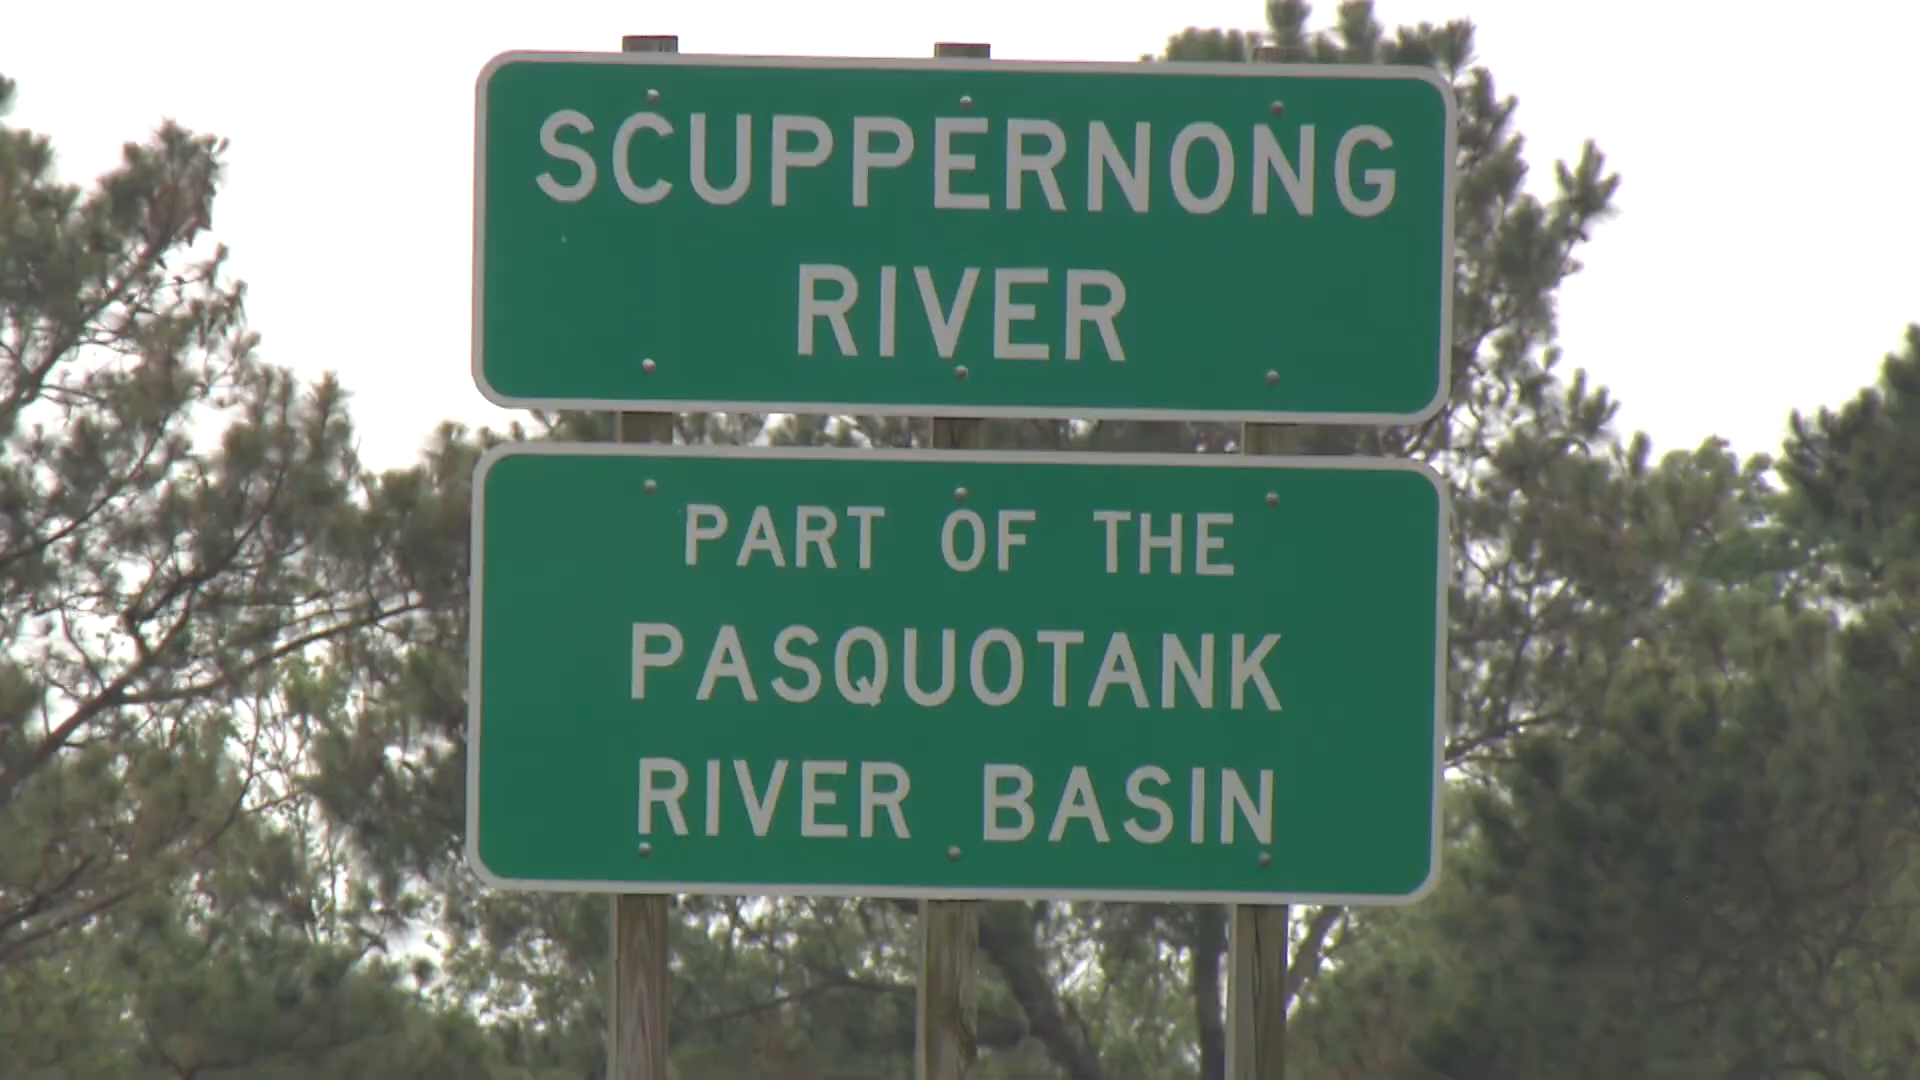 SCUPPERNONG
RIVER
PART OF THE
PASQUOTANK
RIVER BASIN